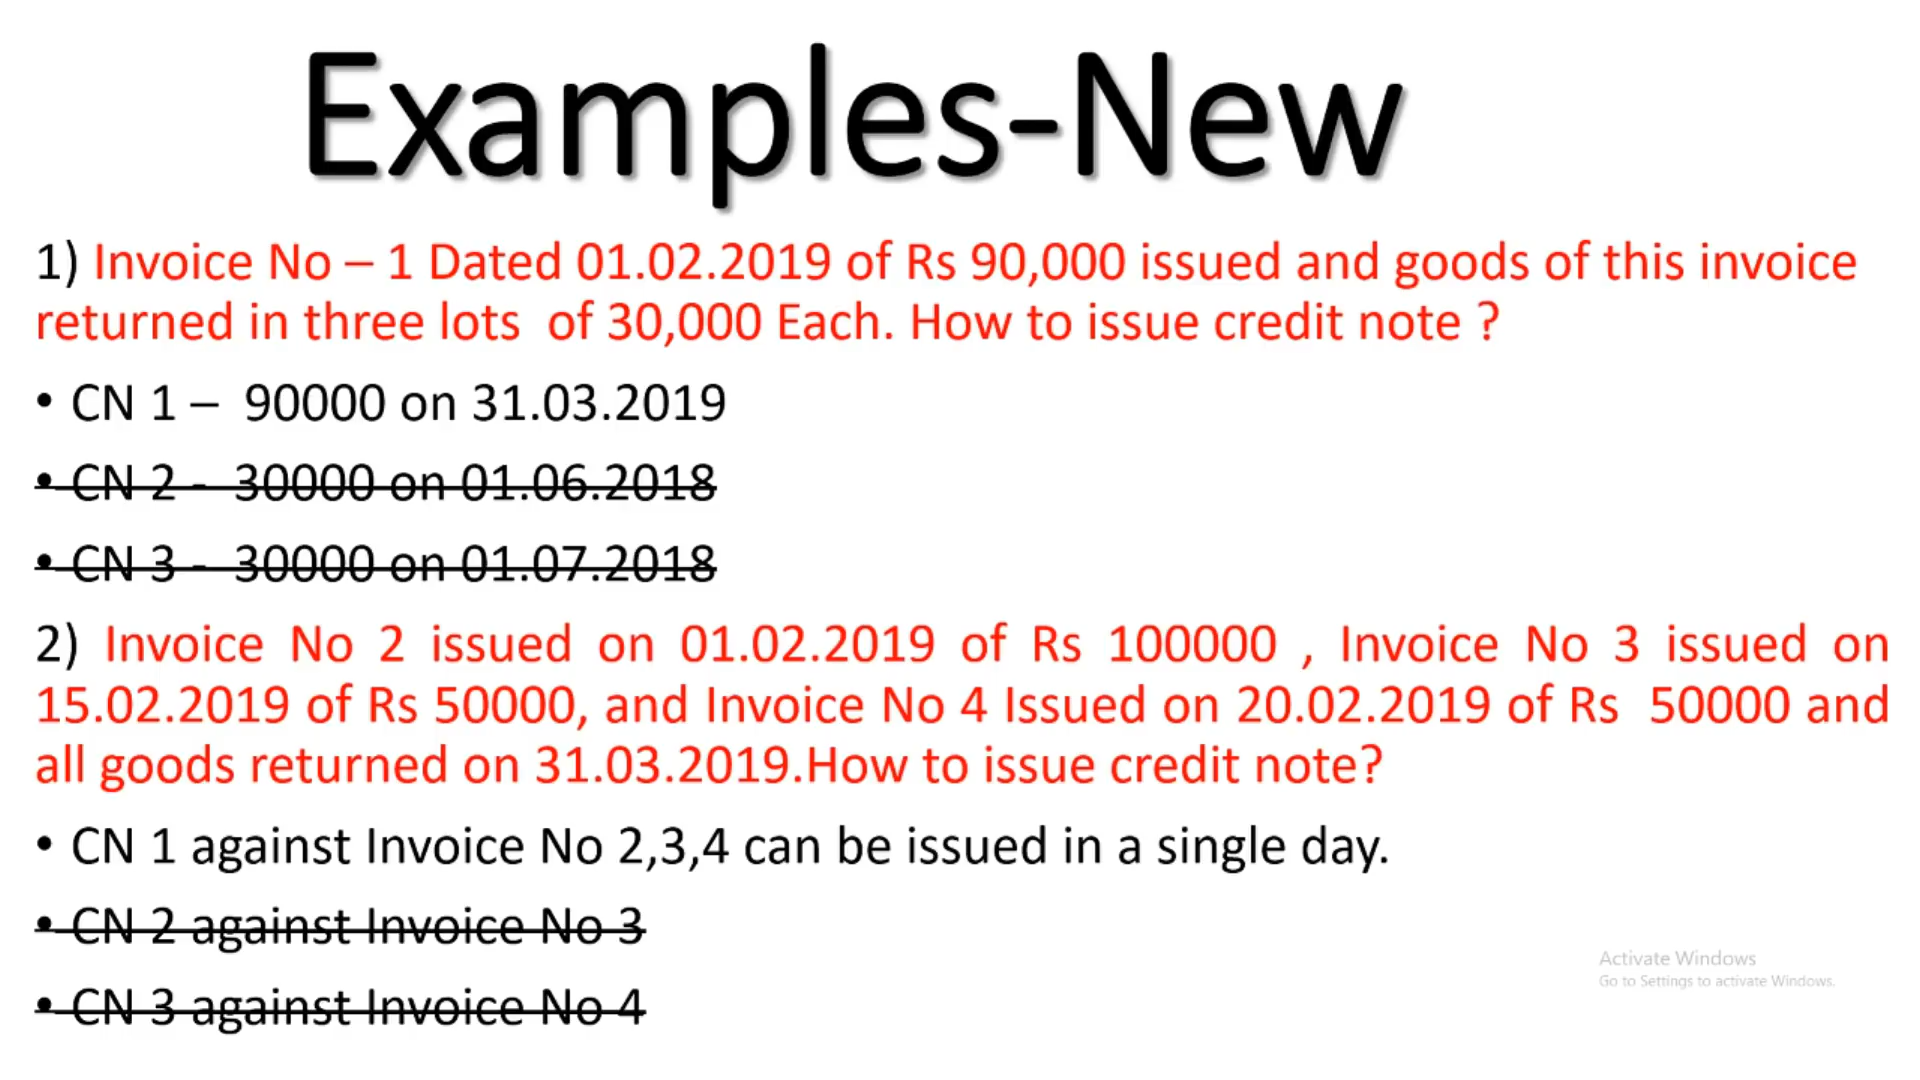 Examples-New
1) Invoice No – 1 Dated 01.02.2019 of Rs 90,000 issued and goods of this invoice
returned in three lots of 30,000 Each. How to issue credit note ?
• CN 1 – 90000 on 31.03.2019
• CN 2 - 30000 on 01.06.2018
• CN 3 - 30000 on 01.07.2018
2) Invoice No 2 issued on 01.02.2019 of Rs 100000 , Invoice No 3 issued on
15.02.2019 of Rs 50000, and Invoice No 4 Issued on 20.02.2019 of Rs 50000 and
all goods returned on 31.03.2019.How to issue credit note?
• CN 1 against Invoice No 2,3,4 can be issued in a single day.
• CN 2 against Invoice No 3
• CN 3 against Invoice No 4
Activate Windows
Go to Settings to activate Windows.